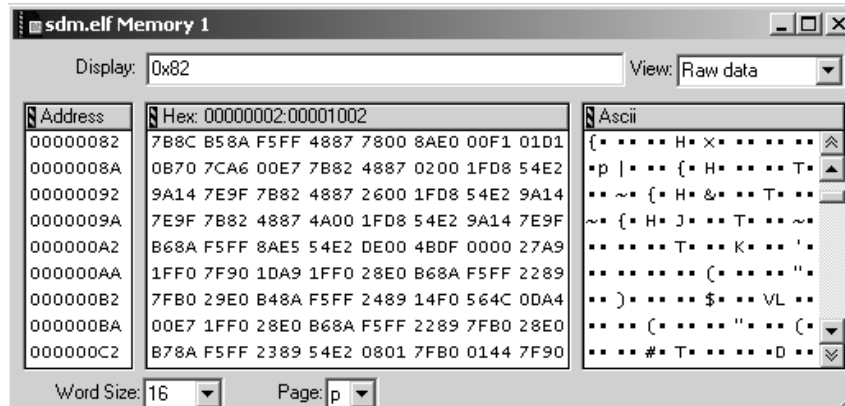 sdm.elf Memory 1
Display: 0x82 View: Raw data
Address Hex: 00000002:00001002 Ascii
00000082 7B8C B58A F5FF 4887 7800 8AE0 00F1 01D1 {▪ ▪▪ ▪▪ H▪ x▪ ▪▪ ▪▪ ▪▪
0000008A 0B70 7CA6 00E7 7B82 4887 0200 1FD8 54E2 ▪p |▪ ▪▪ {▪ H▪ ▪▪ ▪▪ T▪
00000092 9A14 7E9F 7B82 4887 2600 1FD8 54E2 9A14 ▪▪ ~▪ {▪ H▪ &▪ ▪▪ T▪ ▪▪
0000009A 7E9F 7B82 4887 4A00 1FD8 54E2 9A14 7E9F ~▪ {▪ H▪ J▪ ▪▪ T▪ ▪▪ ~▪
000000A2 B68A F5FF 8AE5 54E2 DE00 4BDF 0000 27A9 ▪▪ ▪▪ ▪▪ T▪ ▪▪ K▪ ▪▪ '▪
000000AA 1FF0 7F90 1DA9 1FF0 28E0 B68A F5FF 2289 ▪▪ ▪▪ ▪▪ ▪▪ (▪ ▪▪ ▪▪ "▪
000000B2 7FB0 29E0 B48A F5FF 2489 14F0 564C 0DA4 ▪▪ )▪ ▪▪ ▪▪ $▪ ▪▪ VL ▪▪
000000BA 00E7 1FF0 28E0 B68A F5FF 2289 7FB0 28E0 ▪▪ ▪▪ (▪ ▪▪ ▪▪ "▪ ▪▪ (▪
000000C2 B78A F5FF 2389 54E2 0801 7FB0 0144 7F90 ▪▪ ▪▪ #▪ T▪ ▪▪ ▪▪ ▪D ▪▪
Word Size: 16 Page: p